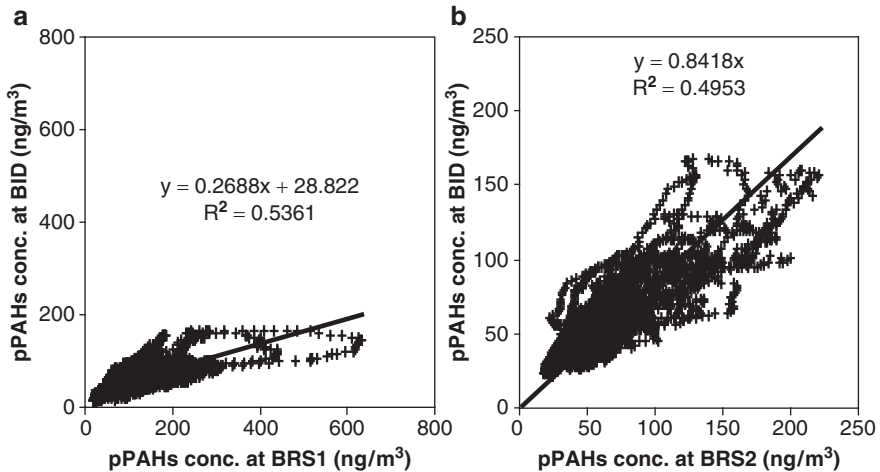 a
800
600
400
200
0
pPAHs conc. at BID (ng/m³)
y = 0.2688x + 28.822
R² = 0.5361
0 200 400 600 800
pPAHs conc. at BRS1 (ng/m³)
b
250
200
150
100
50
0
pPAHs conc. at BID (ng/m³)
y = 0.8418x
R² = 0.4953
0 50 100 150 200 250
pPAHs conc. at BRS2 (ng/m³)